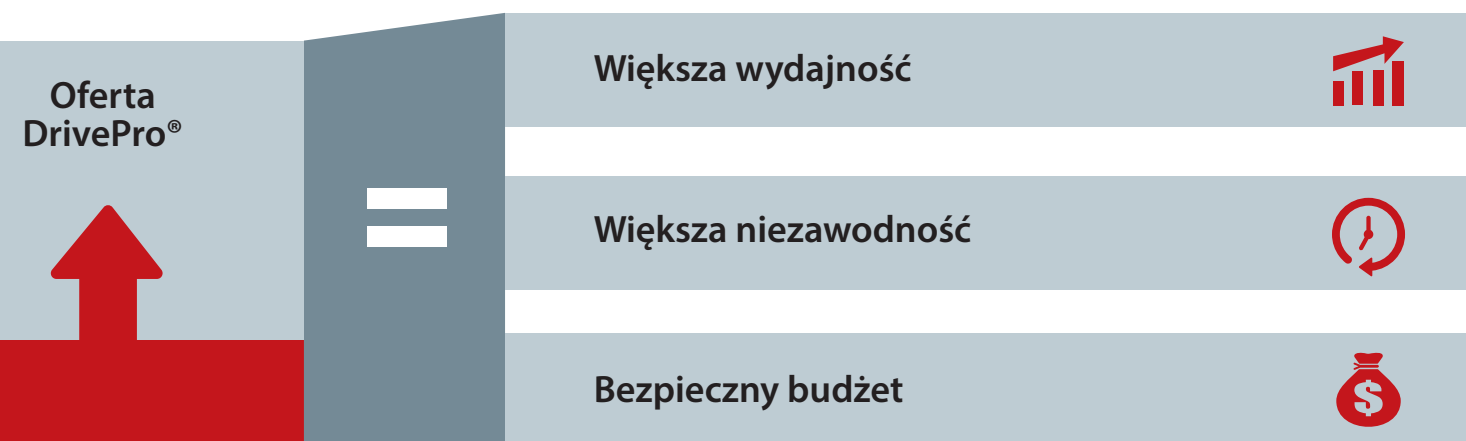 Oferta
DrivePro®
=
Większa wydajność
Większa niezawodność
Bezpieczny budżet
$